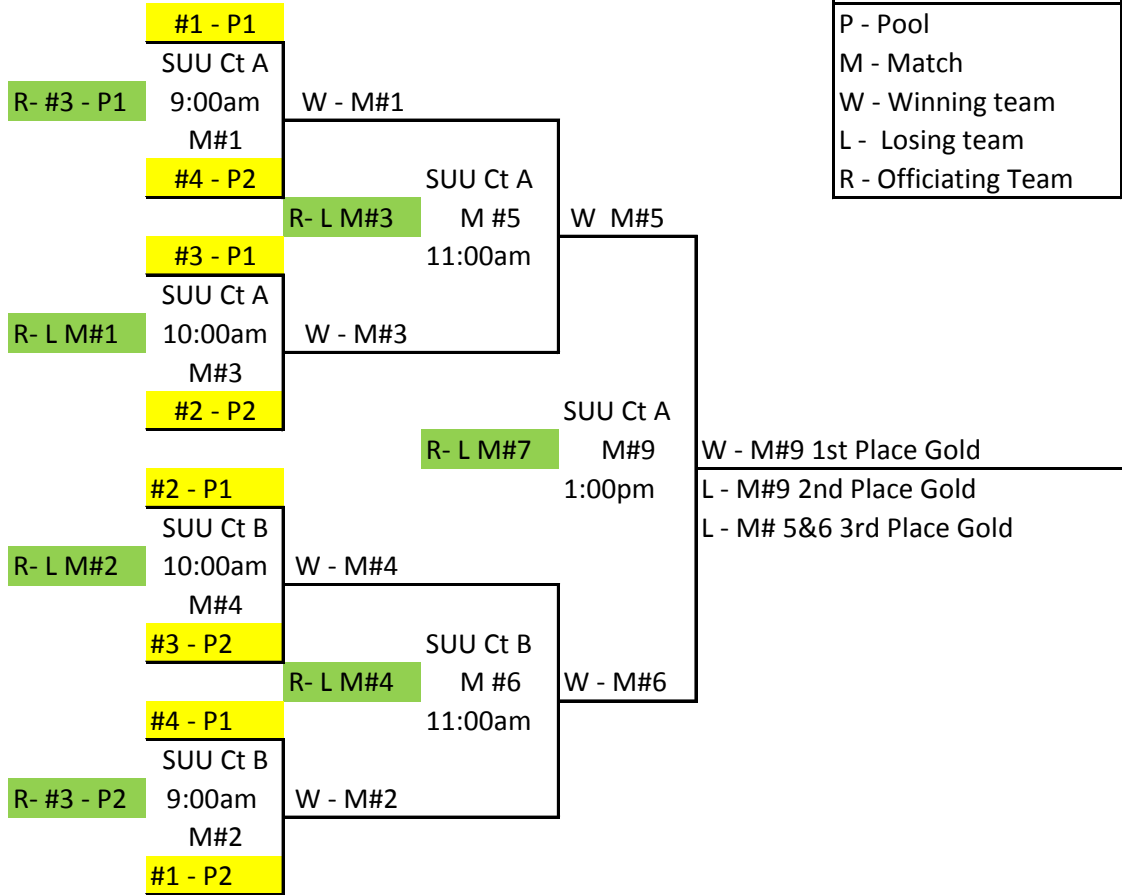 #1 - P1
SUU Ct A
R- #3 - P1
9:00am
M#1
#4 - P2
W - M#1
R- L M#3
SUU Ct A
M #5
11:00am
W  M#5
#3 - P1
SUU Ct A
R- L M#1
10:00am
M#3
#2 - P2
W - M#3
R- L M#7
SUU Ct A
M#9
1:00pm
W - M#9 1st Place Gold
L - M#9 2nd Place Gold
L - M# 5&6 3rd Place Gold
#2 - P1
SUU Ct B
R- L M#2
10:00am
M#4
#3 - P2
W - M#4
R- L M#4
SUU Ct B
M #6
11:00am
W - M#6
#4 - P1
SUU Ct B
R- #3 - P2
9:00am
M#2
#1 - P2
W - M#2
P - Pool
M - Match
W - Winning team
L -  Losing team
R - Officiating Team